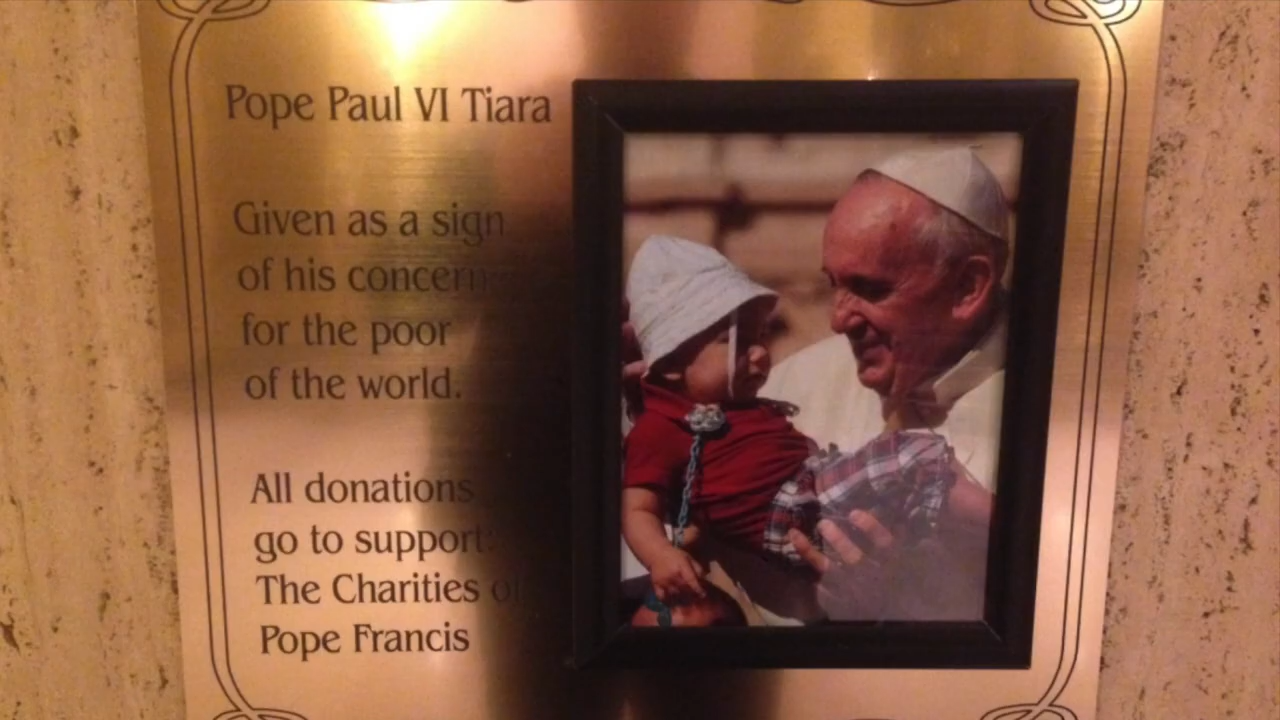 Pope Paul VI Tiara
Given as a sign
of his concern
for the poor
of the world.
All donations
go to support:
The Charities of
Pope Francis